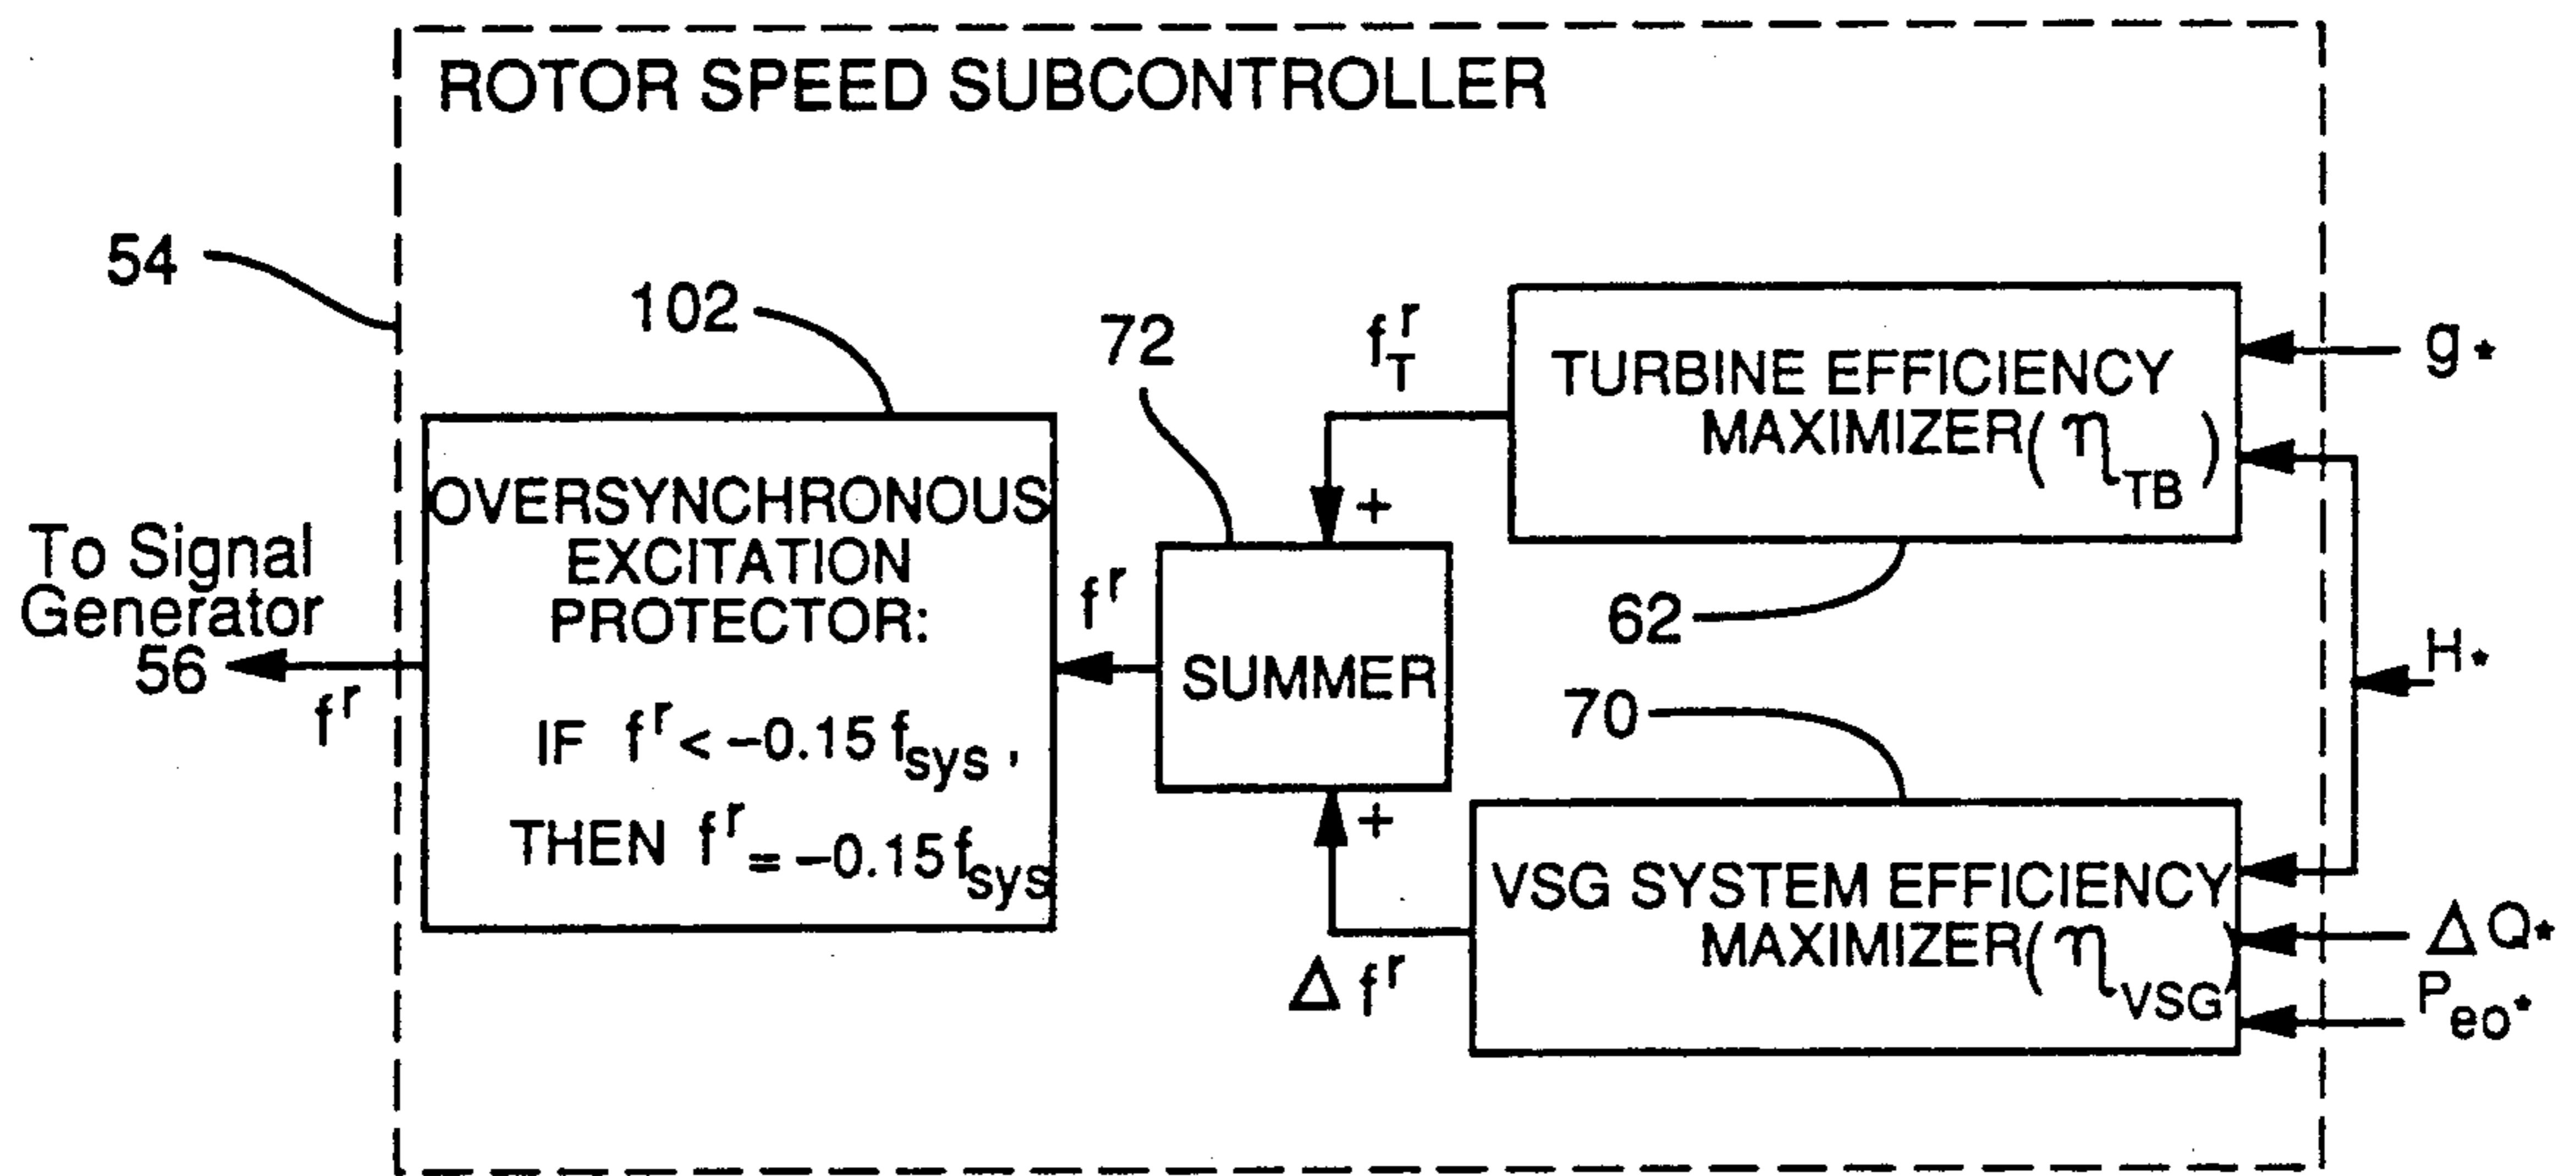 ROTOR SPEED SUBCONTROLLER
54
102
72
f_T^r
TURBINE EFFICIENCY
MAXIMIZER(η_TB)
g*
+
62
H*
OVERSYNCHRONOUS
EXCITATION
PROTECTOR:
IF f^r < –0.15 f_sys,
THEN f^r = –0.15 f_sys
To Signal
Generator
56
f^r
f^r
SUMMER
+
Δf^r
70
VSG SYSTEM EFFICIENCY
MAXIMIZER(η_VSG)
ΔQ*
P_eo*